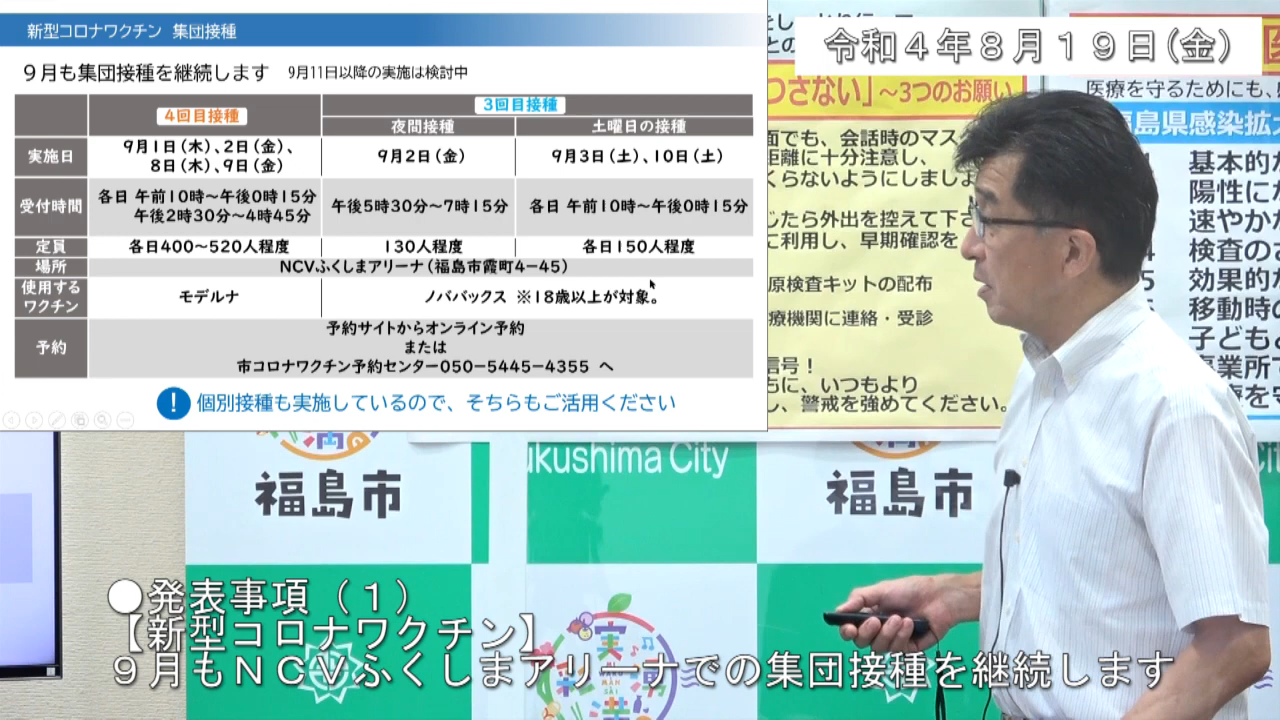 新型コロナワクチン 集団接種
９月も集団接種を継続します 9月11日以降の実施は検討中
4回目接種
3回目接種
夜間接種
土曜日の接種
実施日
9月1日(木)、2日(金)、
8日(木)、9日(金)
9月2日(金)
9月3日(土)、10日(土)
受付時間
各日 午前10時～午後0時15分
午後2時30分～4時45分
午後5時30分～7時15分
各日 午前10時～午後0時15分
定員
各日400～520人程度
130人程度
各日150人程度
場所
NCVふくしまアリーナ(福島市霞町4−45)
使用する
ワクチン
モデルナ
ノババックス ※18歳以上が対象。
予約
予約サイトからオンライン予約
または
市コロナワクチン予約センター050−5445−4355 へ
! 個別接種も実施しているので、そちらもご活用ください
令和４年８月１９日(金)
つさない」～3つのお願い
面でも、会話時のマス
距離に十分注意し、
くらないようにしましょ
じたら外出を控えて下さ
に利用し、早期確認を
原検査キットの配布
療機関に連絡・受診
信号！
もに、いつもより
し、警戒を強めてください。
医療を守るためにも、
島県感染拡
基本的な
陽性に
速やか
検査の
効果的
移動時の
子ども
事業所
福島市
ukushima City
福島市
●発表事項（１）
【新型コロナワクチン】
９月もＮＣＶふくしまアリーナでの集団接種を継続します